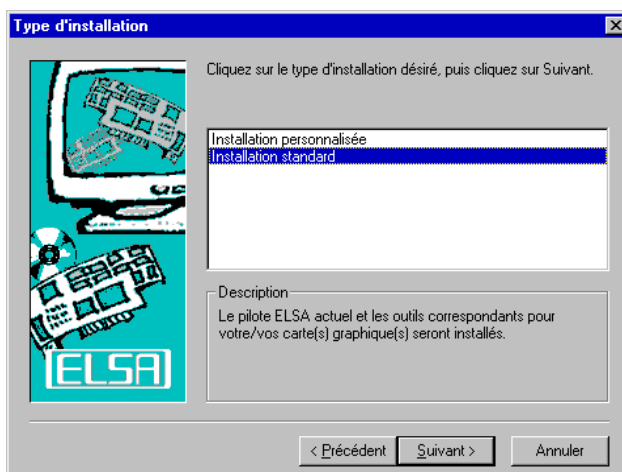 Type d'installation
Cliquez sur le type d'installation désiré, puis cliquez sur Suivant.
Installation personnalisée
Installation standard
Description
Le pilote ELSA actuel et les outils correspondants pour
votre/vos carte(s) graphique(s) seront installés.
ELSA
< Précédent
Suivant >
Annuler